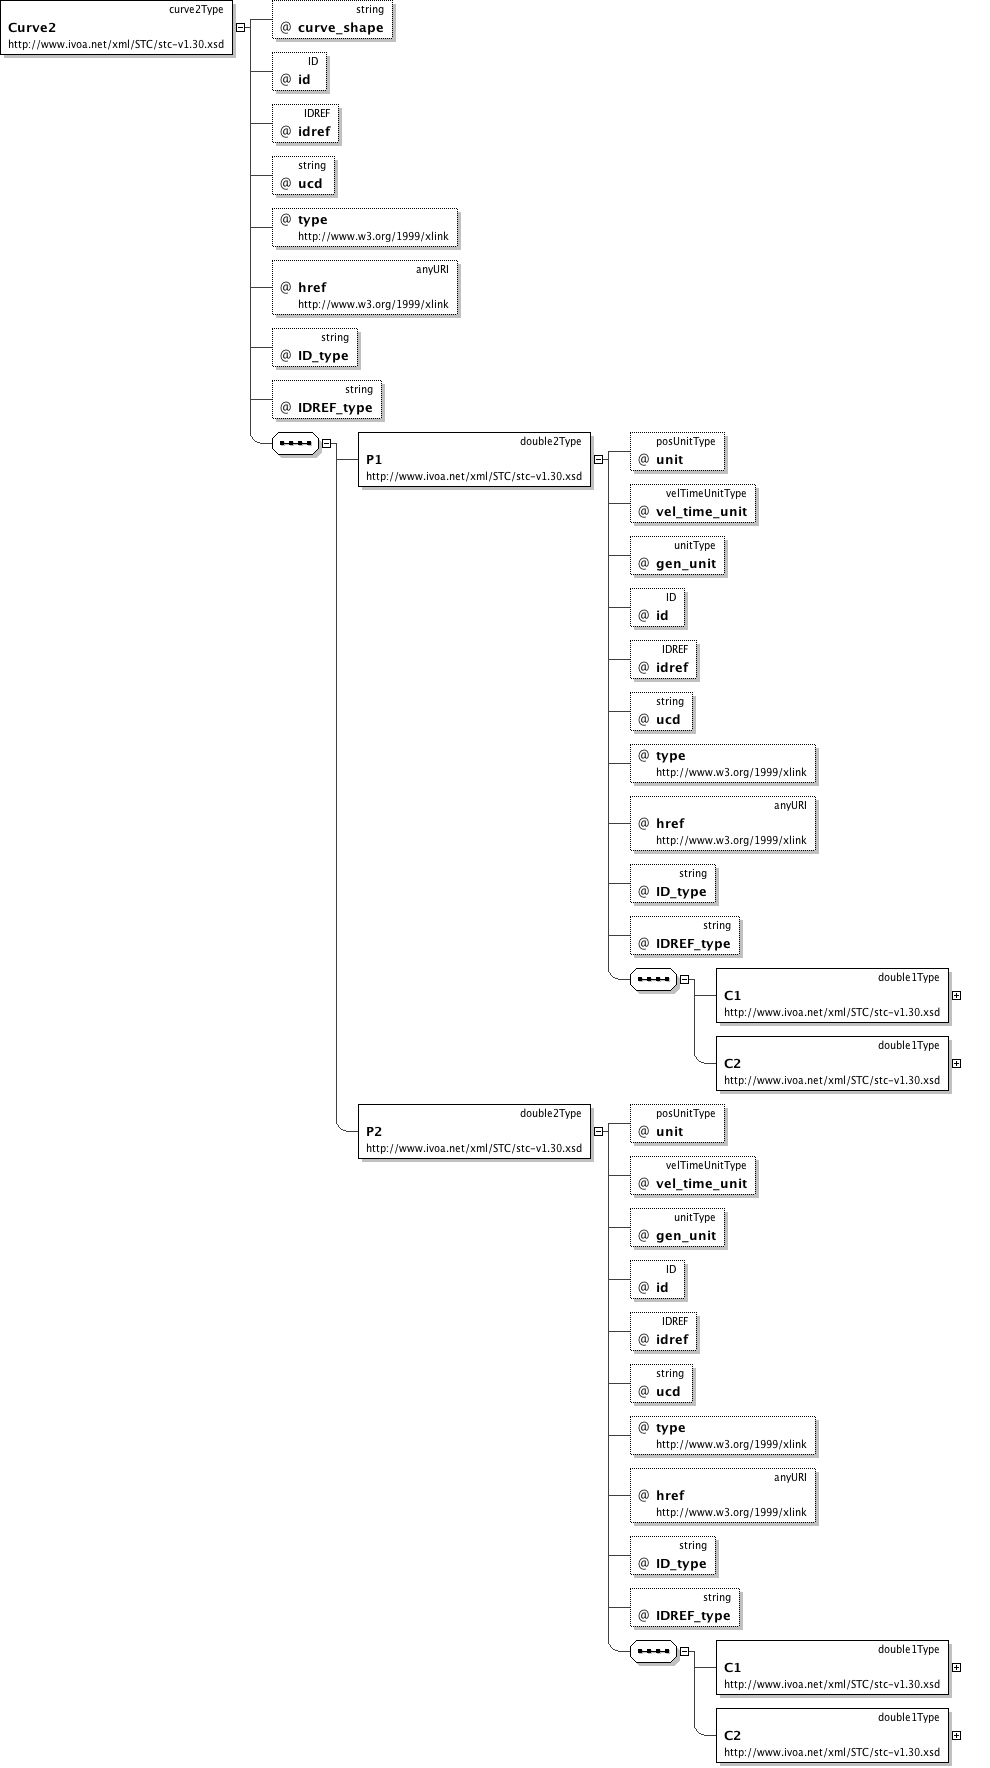 curve2Type
Curve2
http://www.ivoa.net/xml/STC/stc-v1.30.xsd
string
@ curve_shape
ID
@ id
IDREF
@ idref
string
@ ucd
@ type
http://www.w3.org/1999/xlink
anyURI
@ href
http://www.w3.org/1999/xlink
string
@ ID_type
string
@ IDREF_type
double2Type
P1
http://www.ivoa.net/xml/STC/stc-v1.30.xsd
posUnitType
@ unit
velTimeUnitType
@ vel_time_unit
unitType
@ gen_unit
ID
@ id
IDREF
@ idref
string
@ ucd
@ type
http://www.w3.org/1999/xlink
anyURI
@ href
http://www.w3.org/1999/xlink
string
@ ID_type
string
@ IDREF_type
double1Type
C1
http://www.ivoa.net/xml/STC/stc-v1.30.xsd
double1Type
C2
http://www.ivoa.net/xml/STC/stc-v1.30.xsd
double2Type
P2
http://www.ivoa.net/xml/STC/stc-v1.30.xsd
posUnitType
@ unit
velTimeUnitType
@ vel_time_unit
unitType
@ gen_unit
ID
@ id
IDREF
@ idref
string
@ ucd
@ type
http://www.w3.org/1999/xlink
anyURI
@ href
http://www.w3.org/1999/xlink
string
@ ID_type
string
@ IDREF_type
double1Type
C1
http://www.ivoa.net/xml/STC/stc-v1.30.xsd
double1Type
C2
http://www.ivoa.net/xml/STC/stc-v1.30.xsd